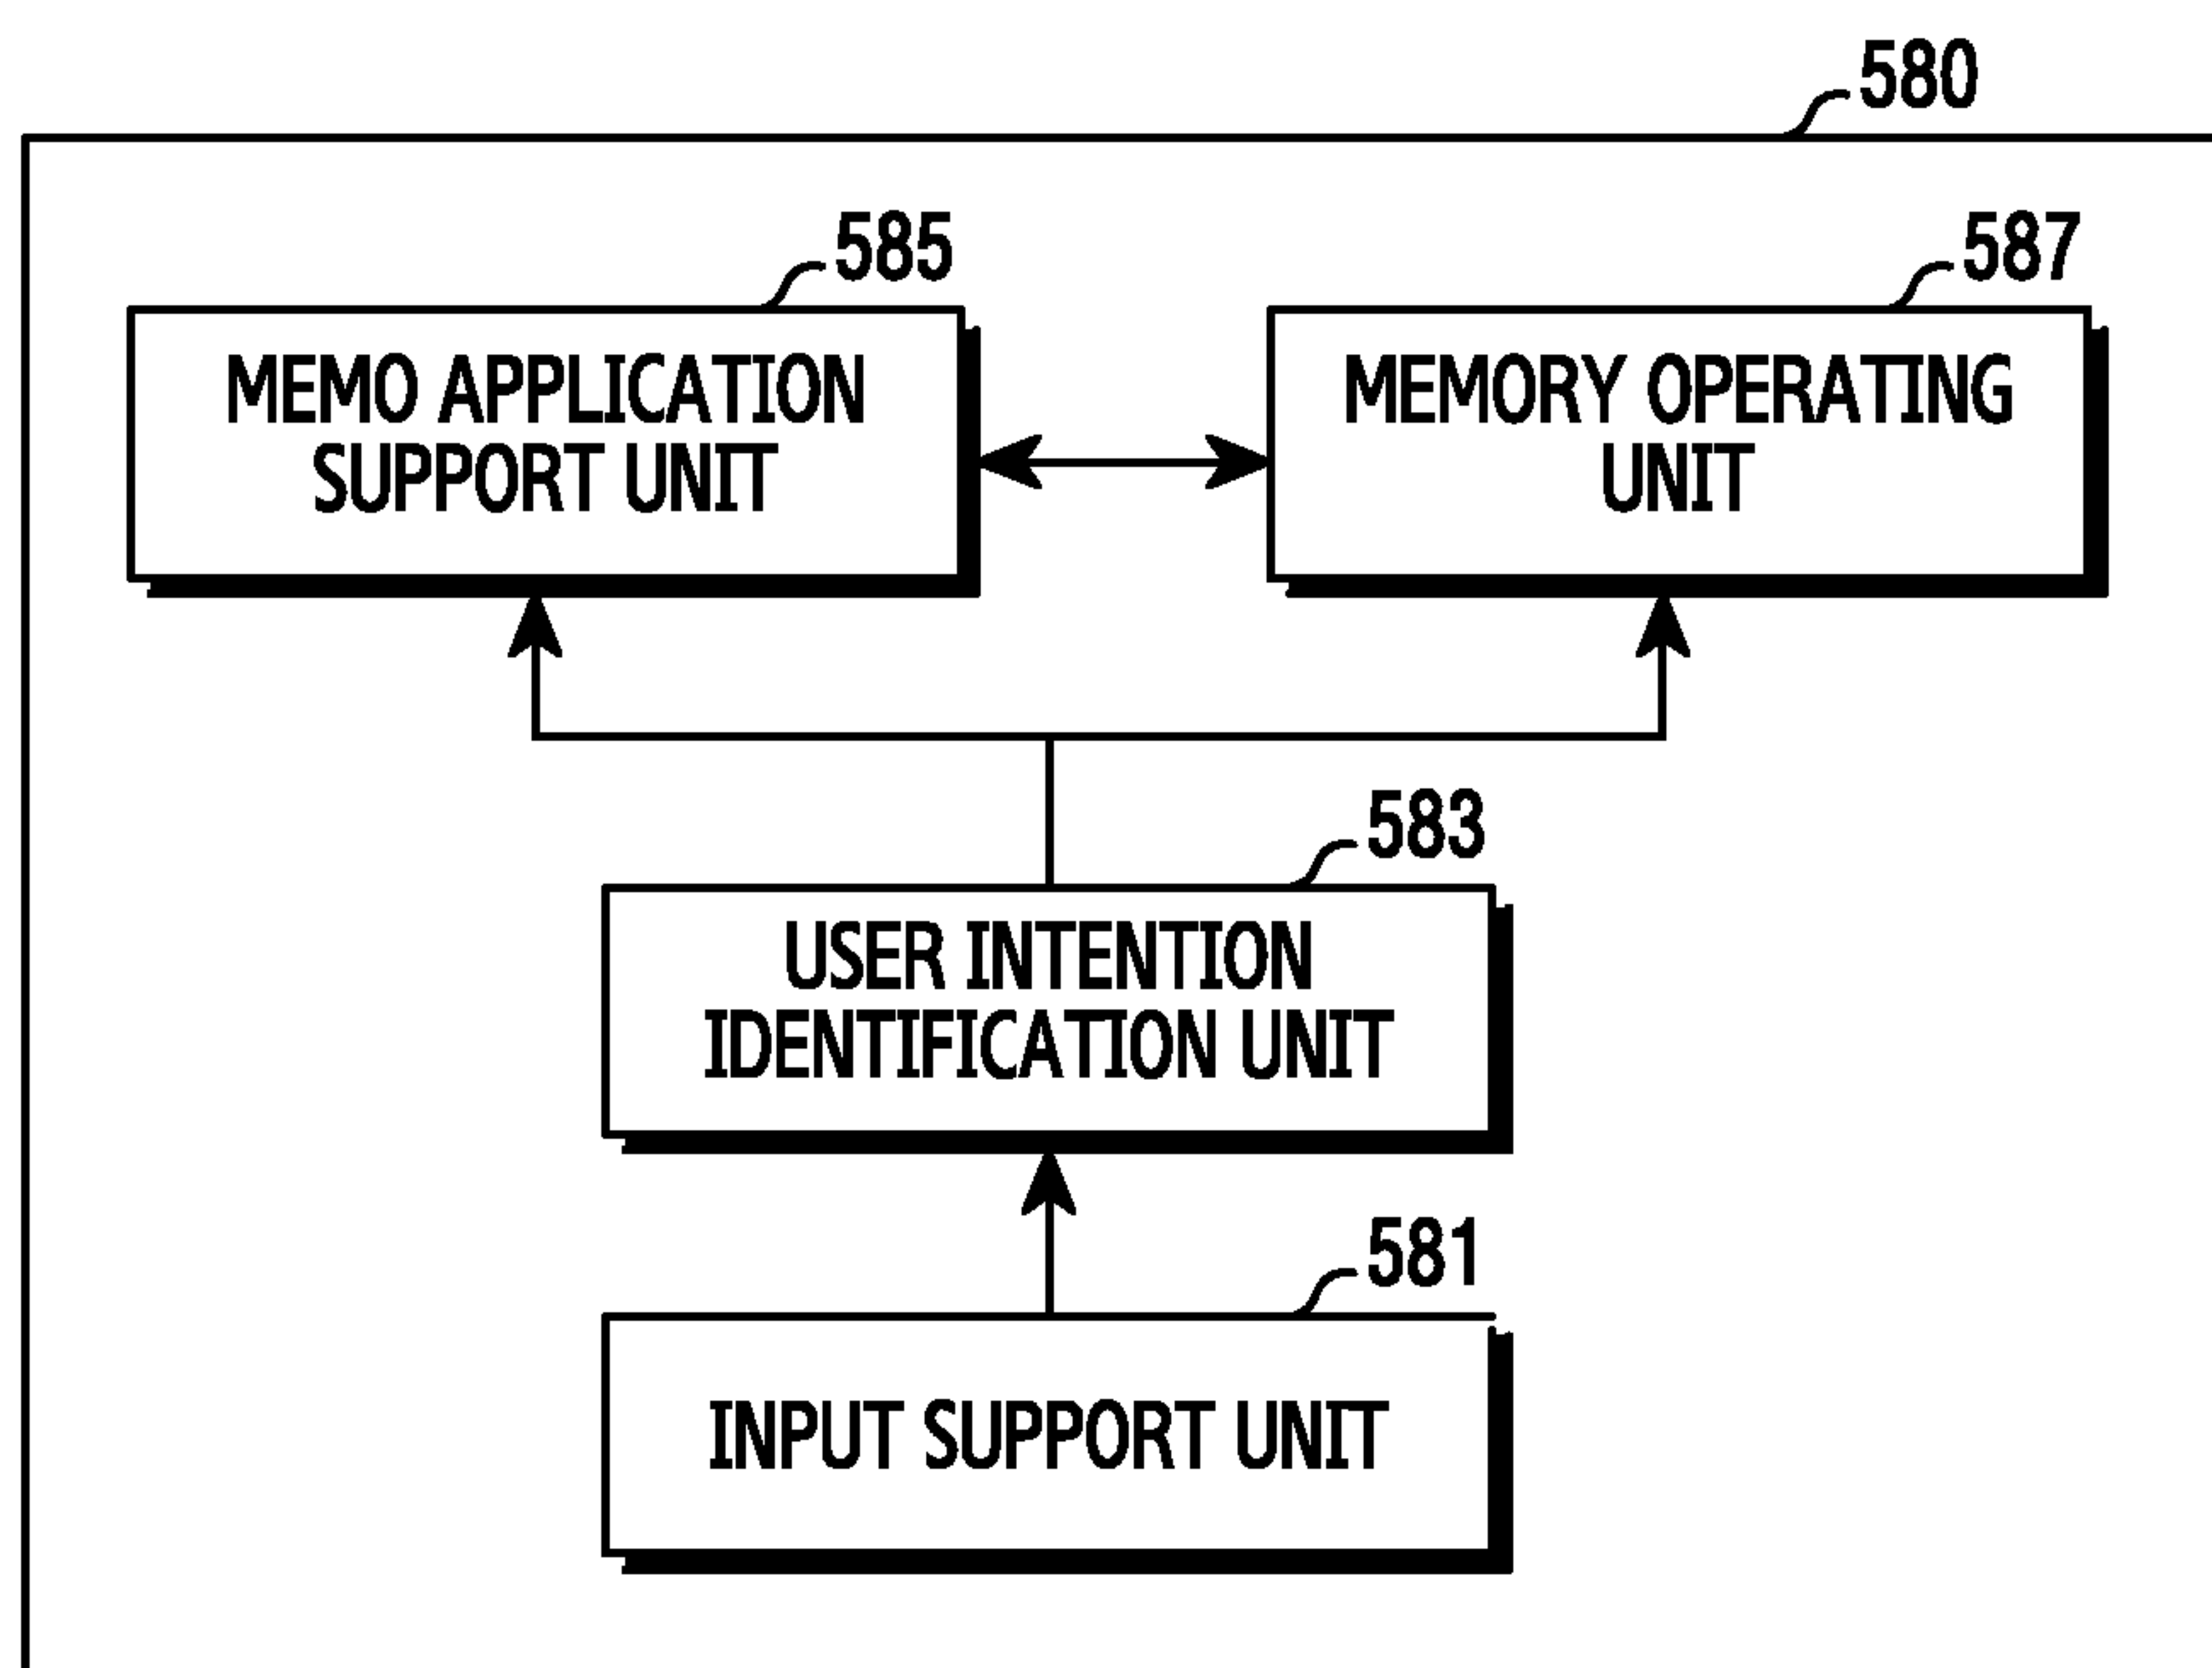 580
585
587
MEMO APPLICATION
SUPPORT UNIT
MEMORY OPERATING
UNIT
583
USER INTENTION
IDENTIFICATION UNIT
581
INPUT SUPPORT UNIT